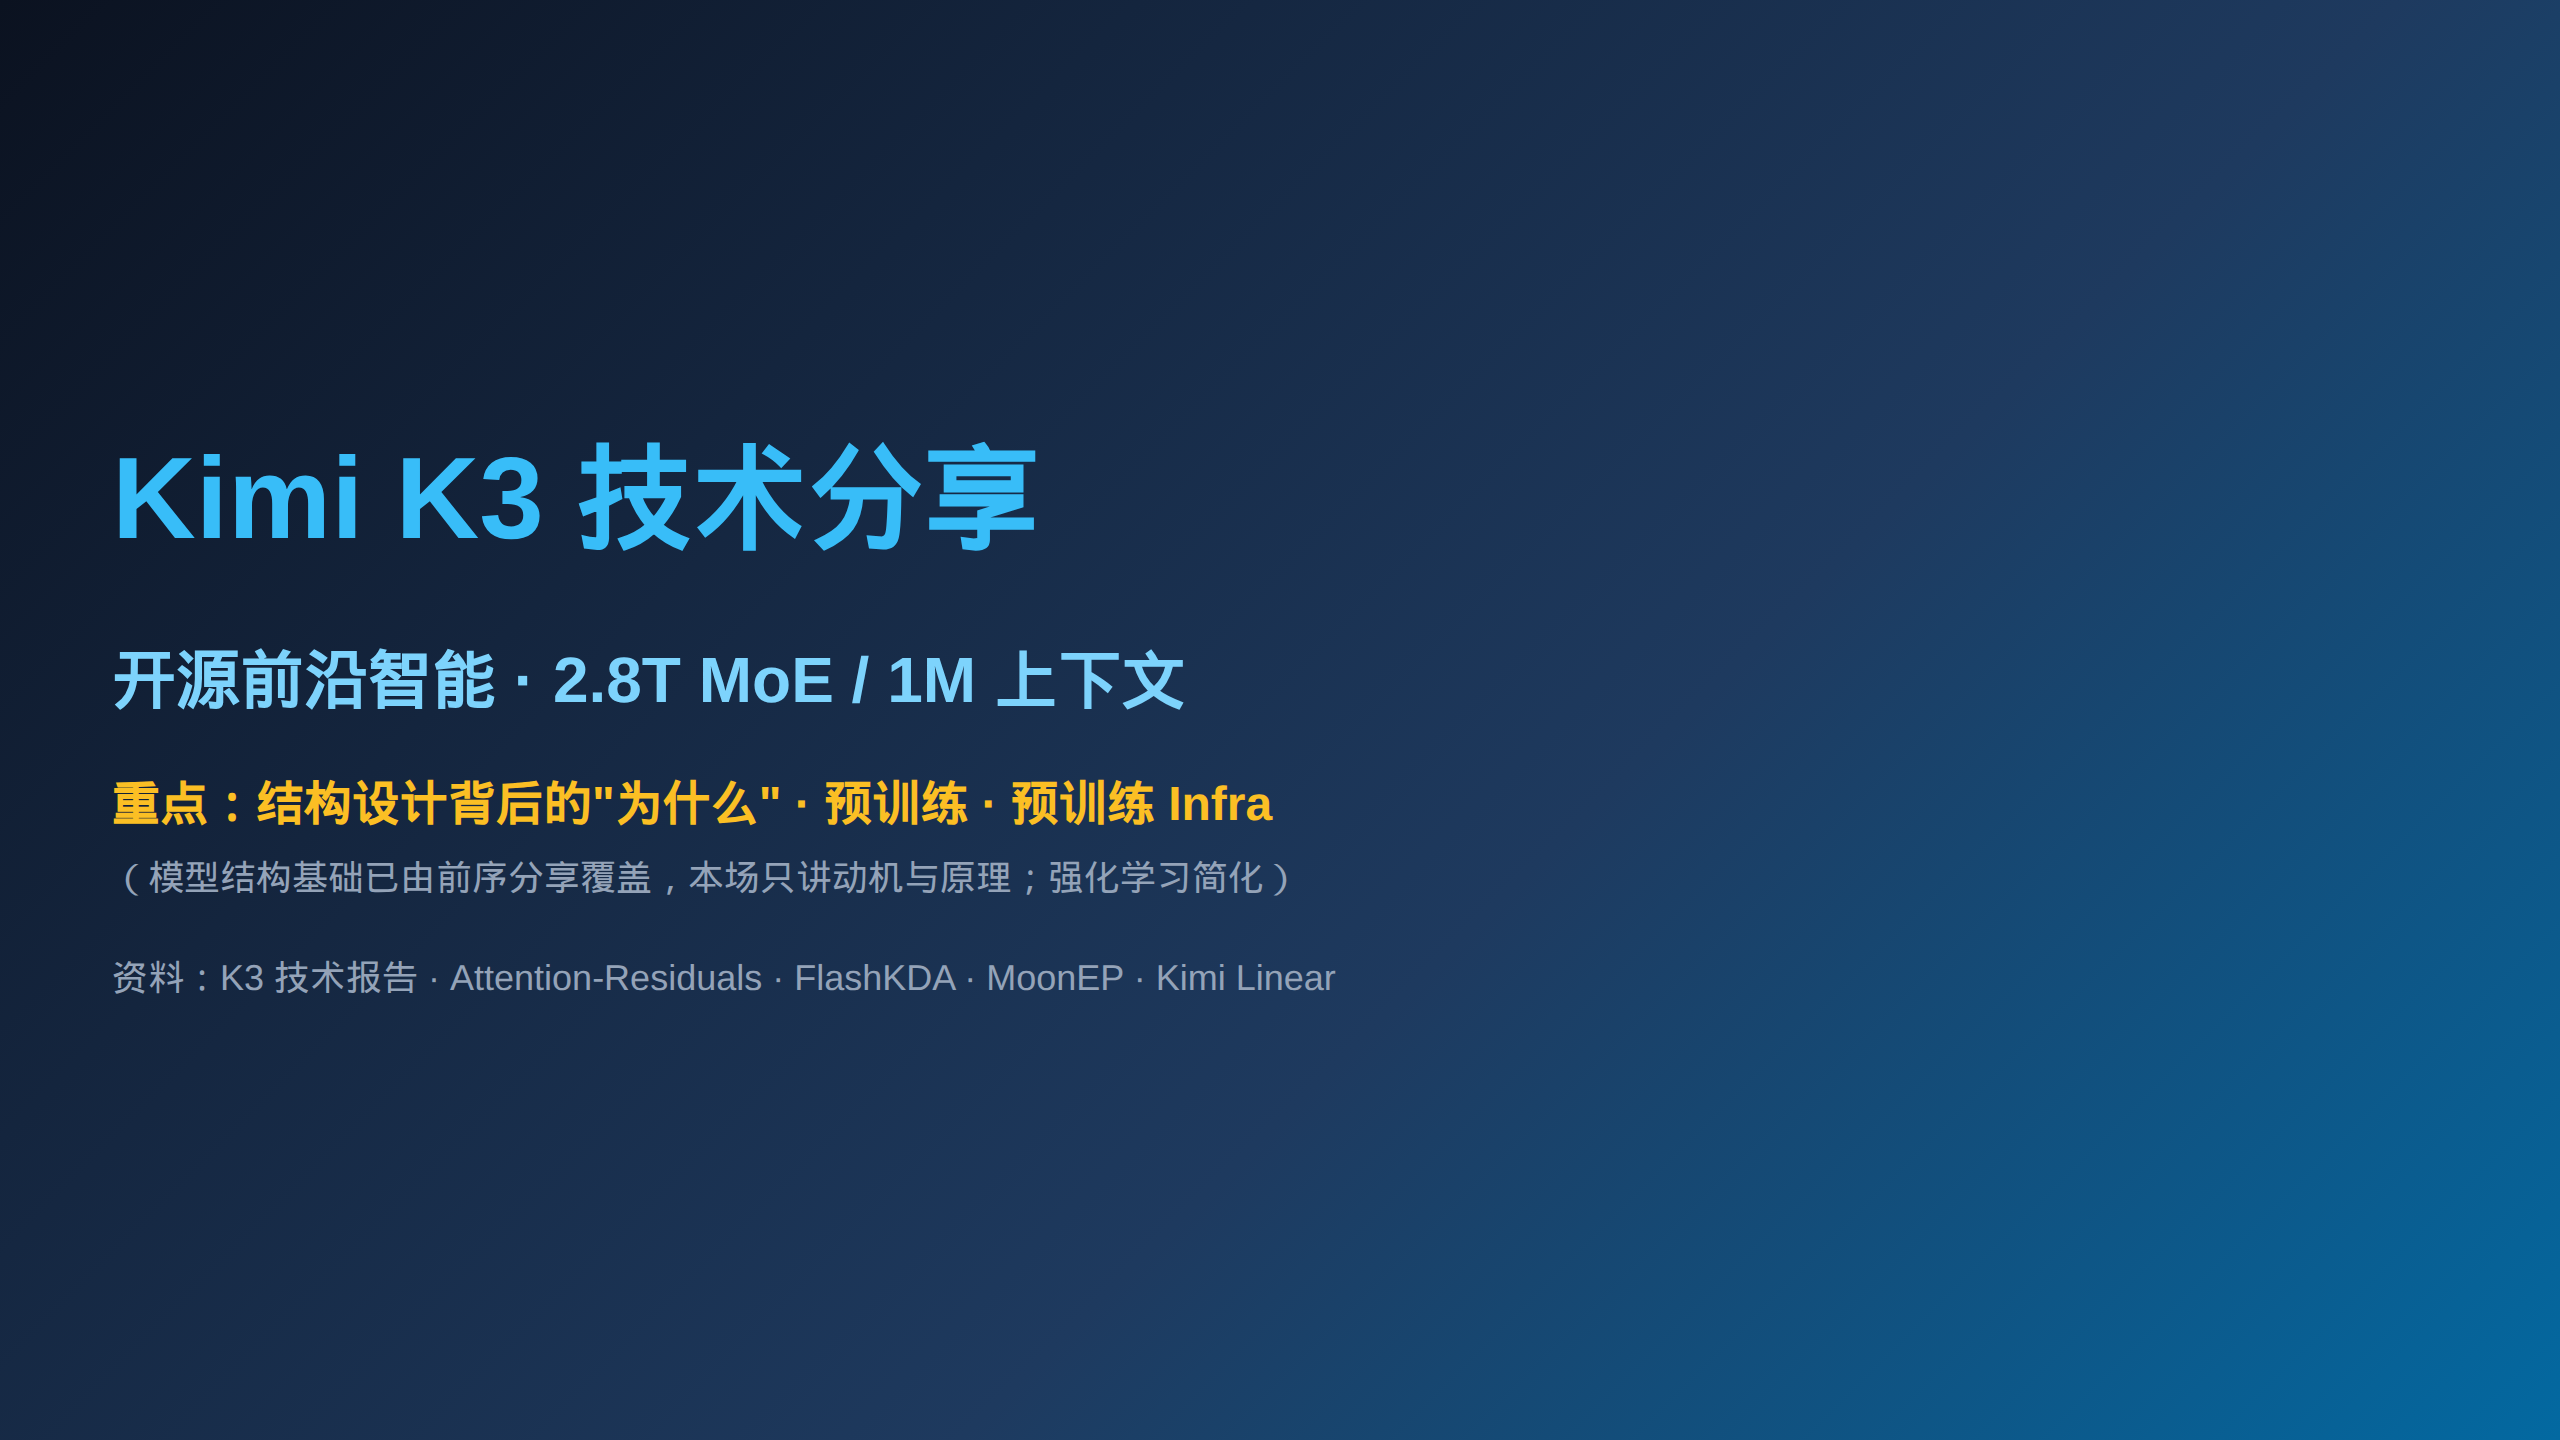 Kimi K3 技术分享
开源前沿智能 · 2.8T MoE / 1M 上下文
重点：结构设计背后的"为什么" · 预训练 · 预训练 Infra
（模型结构基础已由前序分享覆盖，本场只讲动机与原理；强化学习简化）
资料：K3 技术报告 · Attention-Residuals · FlashKDA · MoonEP · Kimi Linear